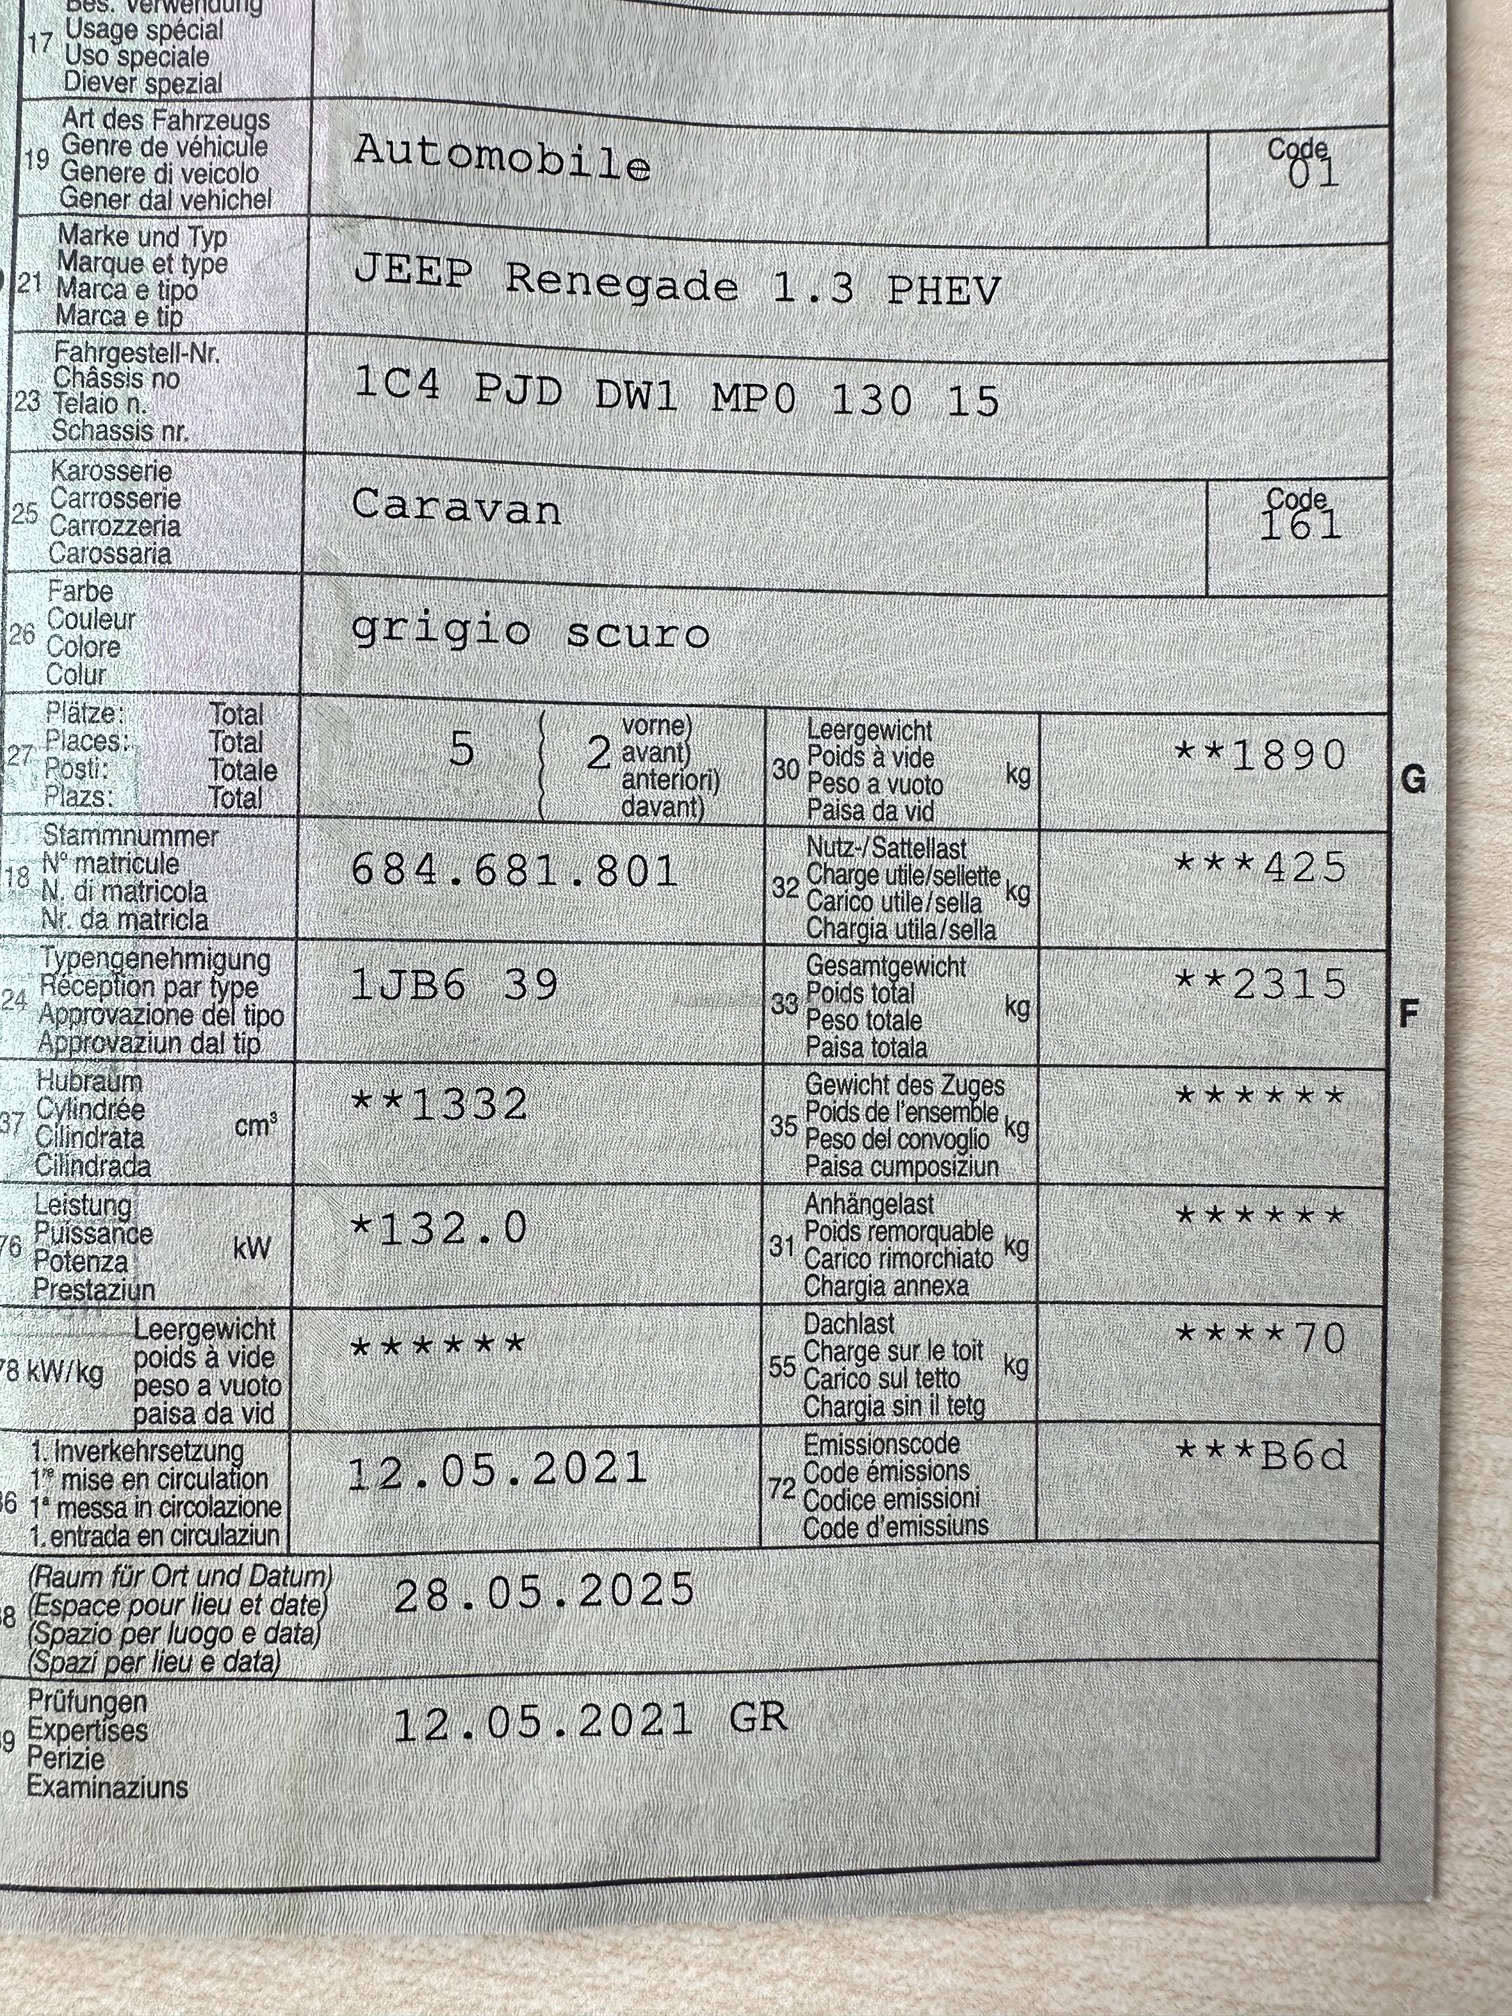 Bes. Verwendung
17 Usage spécial
Uso speciale
Diever spezial
Art des Fahrzeugs
19 Genre de véhicule
Genere di veicolo
Gener dal vehichel
Automobile
Code
01
Marke und Typ
21 Marque et type
Marca e tipo
Marca e tip
JEEP Renegade 1.3 PHEV
Fahrgestell-Nr.
23 Châssis no
Telaio n.
Schassis nr.
1C4 PJD DW1 MP0 130 15
Karosserie
25 Carrosserie
Carrozzeria
Carossaria
Caravan
Code
161
Farbe
26 Couleur
Colore
Colur
grigio scuro
Plätze: Total
27 Places: Total
Posti: Totale
Plazs: Total
5 ( 2 vorne)
avant)
anteriori)
davant)
Leergewicht
30 Poids à vide kg
Peso a vuoto
Paisa da vid
**1890
G
Stammnummer
18 N° matricule
N. di matricola
Nr. da matricla
684.681.801
Nutz-/Sattellast
32 Charge utile/sellette kg
Carico utile/sella
Chargia utila/sella
***425
Typengenehmigung
24 Réception par type
Approvazione del tipo
Approvaziun dal tip
1JB6 39
Gesamtgewicht
33 Poids total kg
Peso totale
Paisa totala
**2315
F
Hubraum
37 Cylindrée cm³
Cilindrata
Cilindrada
**1332
Gewicht des Zuges
35 Poids de l'ensemble kg
Peso del convoglio
Paisa cumposiziun
******
Leistung
76 Puissance kW
Potenza
Prestaziun
*132.0
Anhängelast
31 Poids remorquable kg
Carico rimorchiato
Chargia annexa
******
Leergewicht
78 kW/kg poids à vide
peso a vuoto
paisa da vid
******
Dachlast
55 Charge sur le toit kg
Carico sul tetto
Chargia sin il tetg
****70
1. Inverkehrsetzung
36 1re mise en circulation
1a messa in circolazione
1. entrada en circulaziun
12.05.2021
Emissionscode
72 Code émissions
Codice emissioni
Code d'emissiuns
***B6d
(Raum für Ort und Datum)
38 (Espace pour lieu et date)
(Spazio per luogo e data)
(Spazi per lieu e data)
28.05.2025
Prüfungen
39 Expertises
Perizie
Examinaziuns
12.05.2021 GR